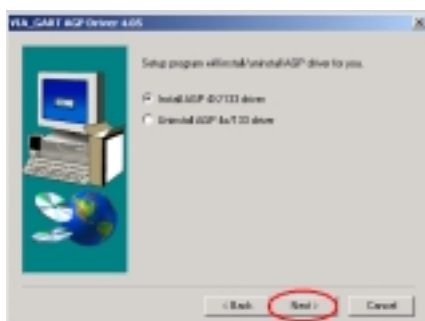 VIA_GART AGP Driver 4.05
Setup program will install/uninstall AGP driver for you.
Install AGP 4X/133 driver
Uninstall AGP 4x/133 driver
< Back
Next >
Cancel